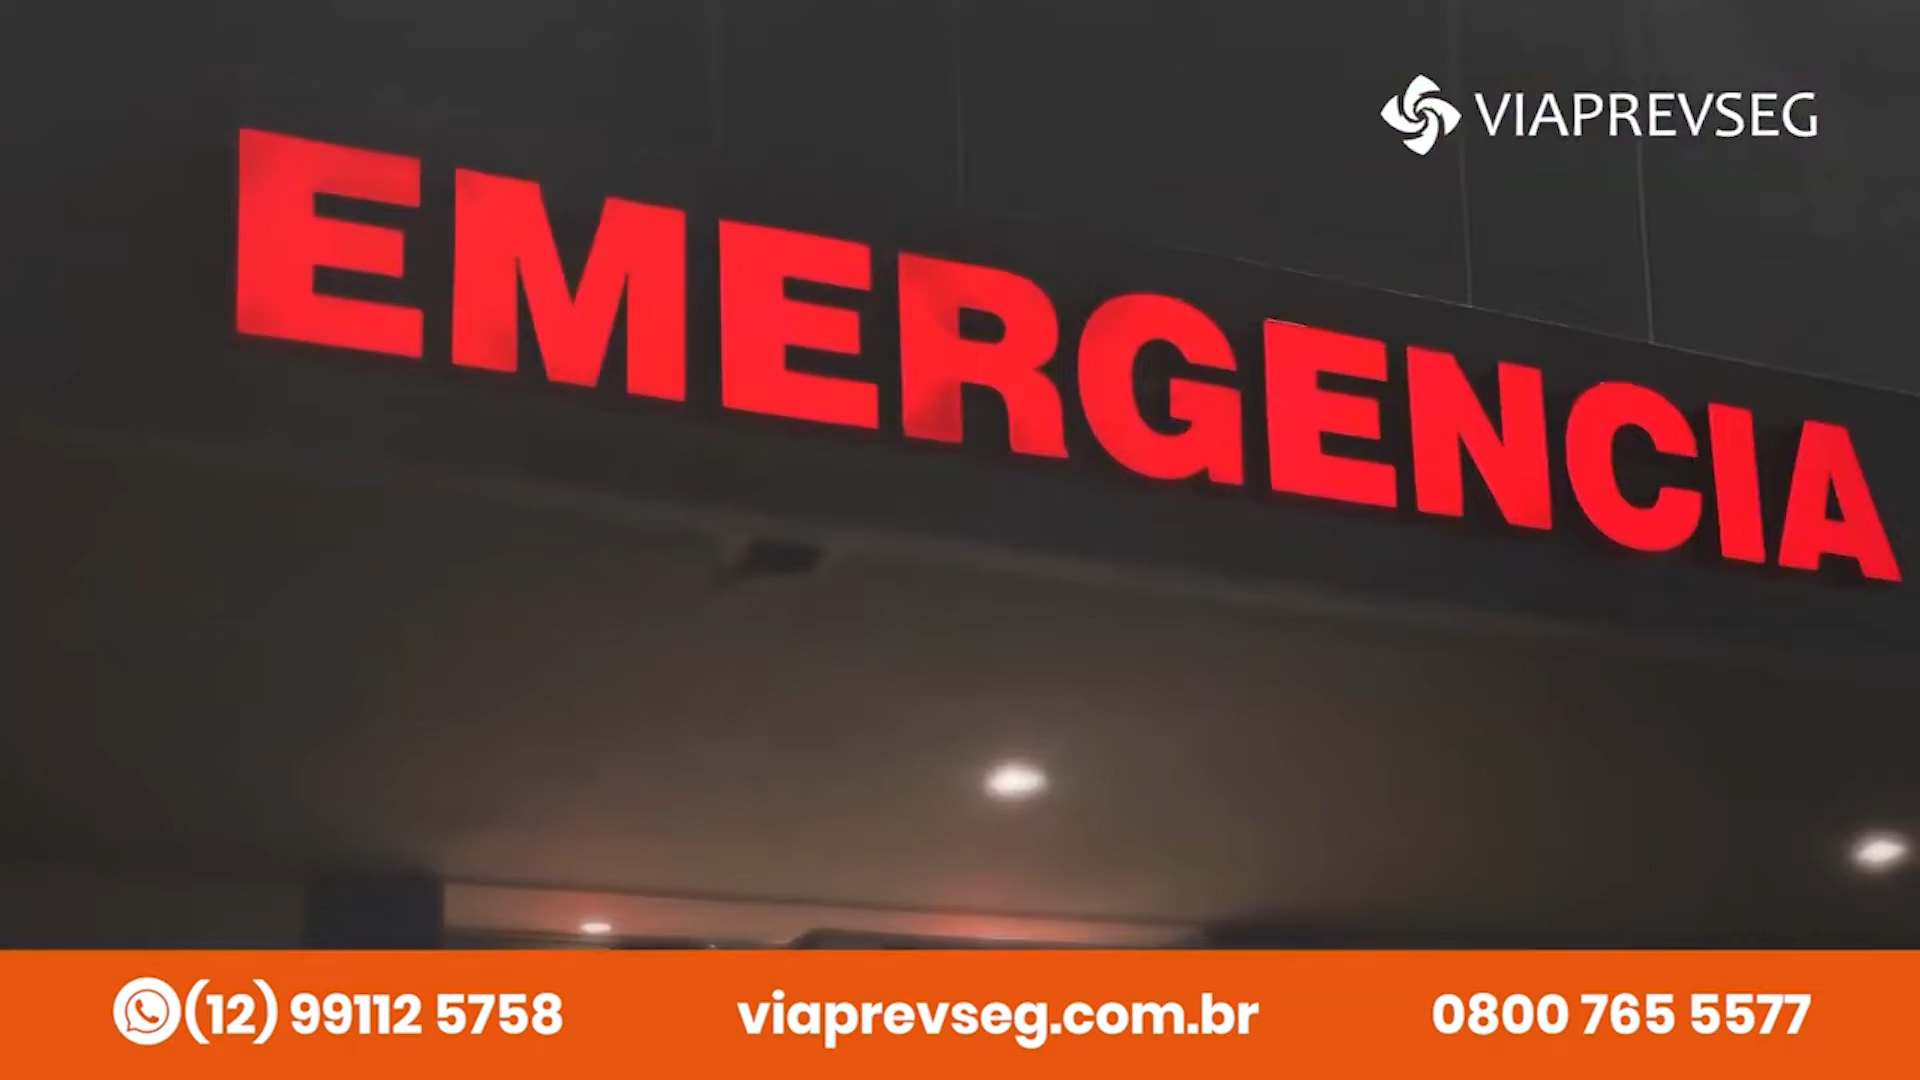 VIAPREVSEG
EMERGENCIA
(12) 99112 5758
viaprevseg.com.br
0800 765 5577